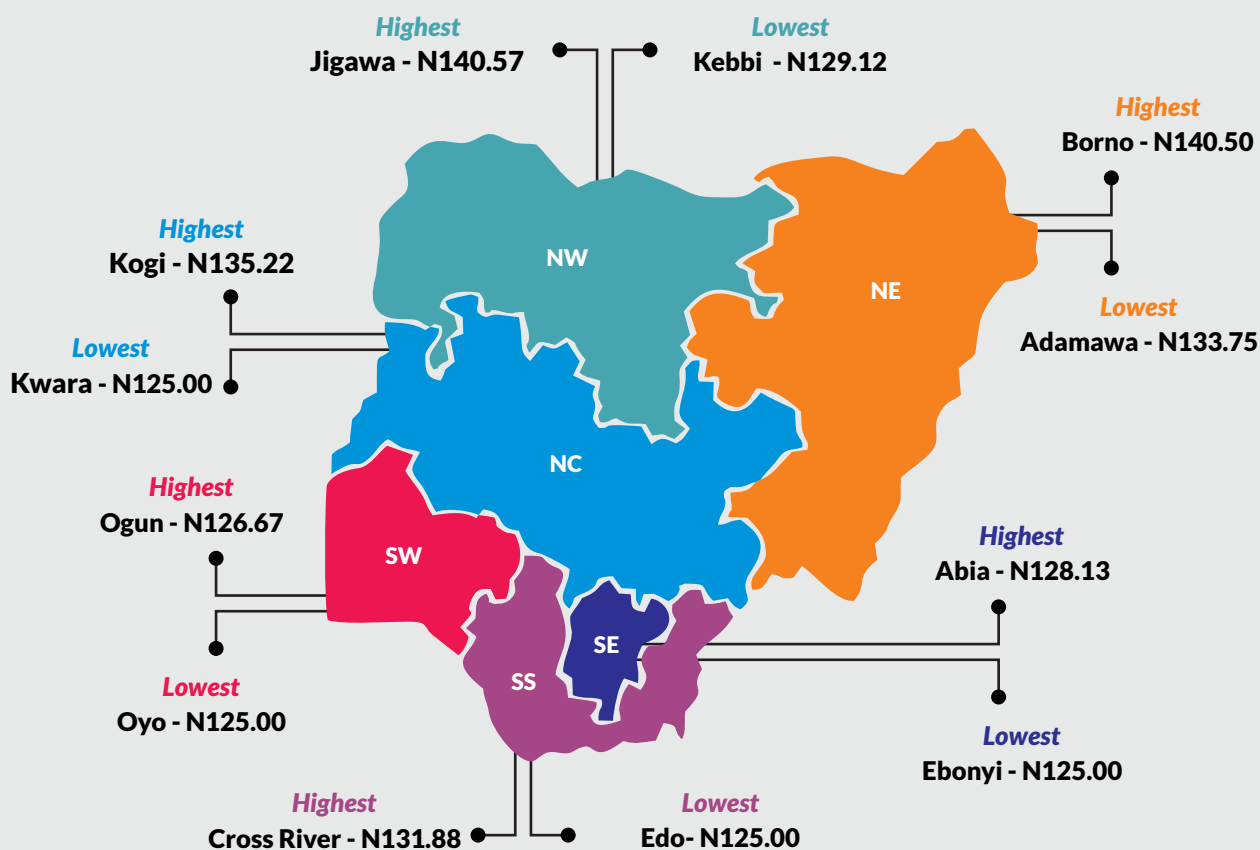 Highest
Jigawa - N140.57
Lowest
Kebbi - N129.12
Highest
Borno - N140.50
Highest
Kogi - N135.22
NW
NE
Lowest
Adamawa - N133.75
Lowest
Kwara - N125.00
NC
Highest
Ogun - N126.67
SW
Highest
Abia - N128.13
SE
SS
Lowest
Oyo - N125.00
Lowest
Ebonyi - N125.00
Highest
Cross River - N131.88
Lowest
Edo- N125.00